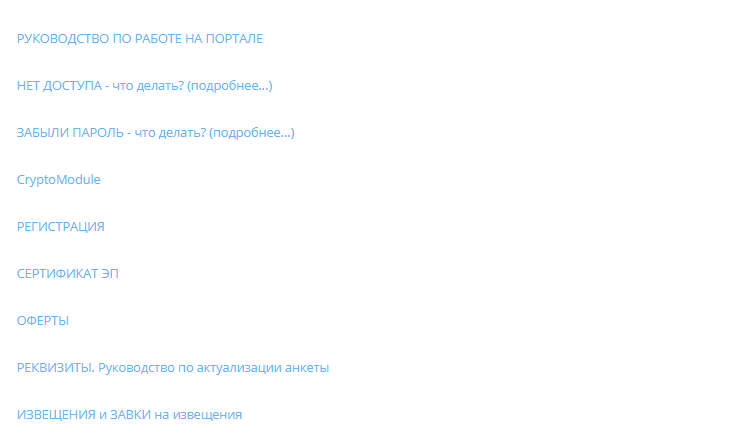 РУКОВОДСТВО ПО РАБОТЕ НА ПОРТАЛЕ
НЕТ ДОСТУПА - что делать? (подробнее...)
ЗАБЫЛИ ПАРОЛЬ - что делать? (подробнее...)
CryptoModule
РЕГИСТРАЦИЯ
СЕРТИФИКАТ ЭП
ОФЕРТЫ
РЕКВИЗИТЫ. Руководство по актуализации анкеты
ИЗВЕЩЕНИЯ и ЗАВКИ на извещения